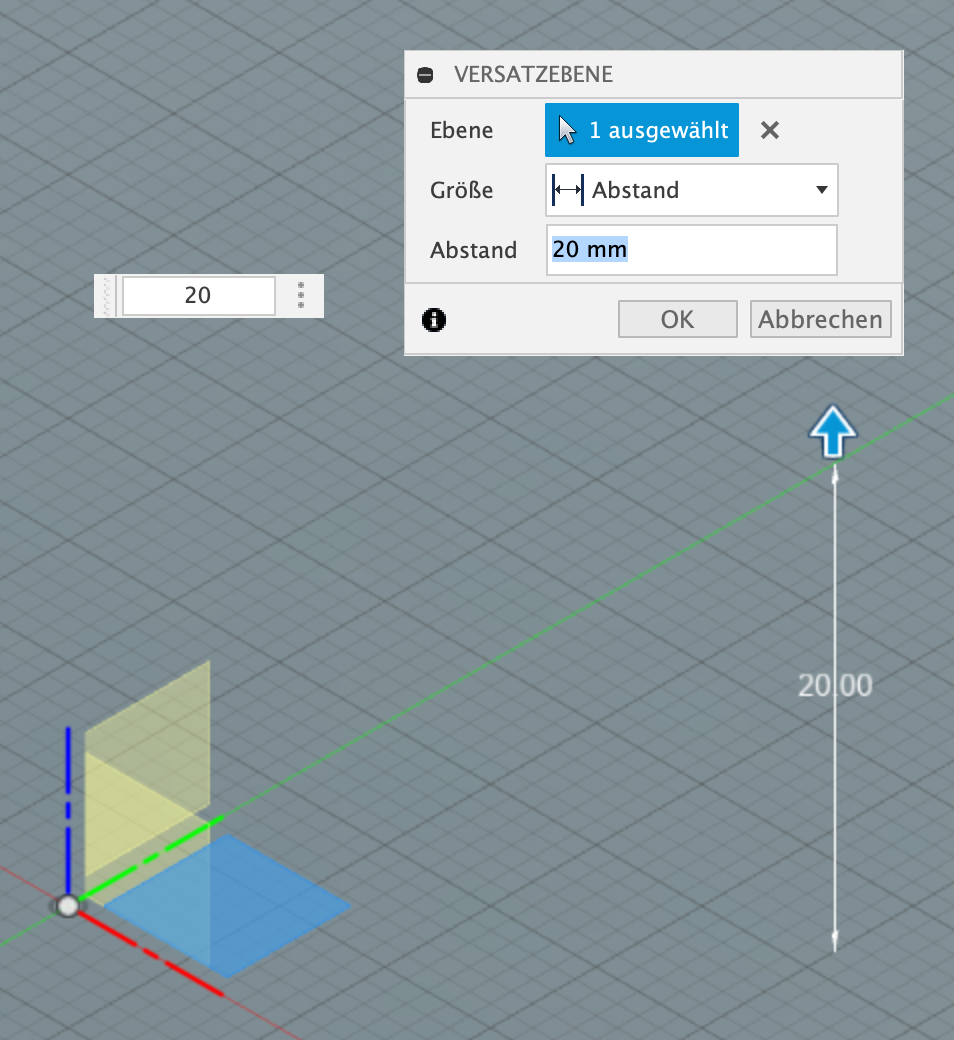 VERSATZEBENE
Ebene 1 ausgewählt
Größe Abstand
Abstand 20 mm
20
OK Abbrechen
20.00